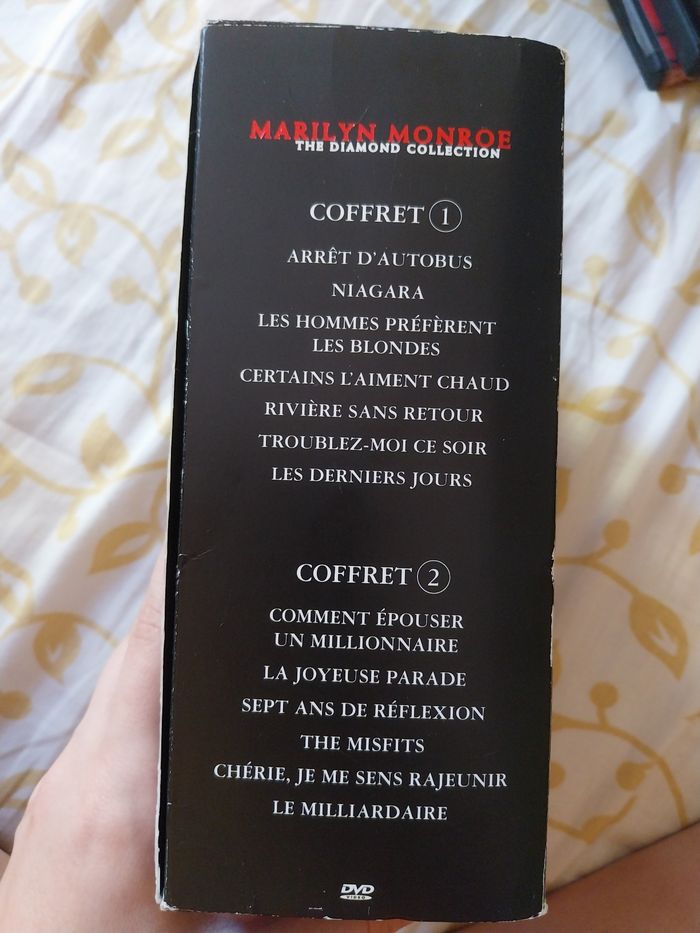 MARILYN MONROE
THE DIAMOND COLLECTION
COFFRET 1
ARRÊT D'AUTOBUS
NIAGARA
LES HOMMES PRÉFÈRENT
LES BLONDES
CERTAINS L'AIMENT CHAUD
RIVIÈRE SANS RETOUR
TROUBLEZ-MOI CE SOIR
LES DERNIERS JOURS
COFFRET 2
COMMENT ÉPOUSER
UN MILLIONNAIRE
LA JOYEUSE PARADE
SEPT ANS DE RÉFLEXION
THE MISFITS
CHÉRIE, JE ME SENS RAJEUNIR
LE MILLIARDAIRE
DVD
VIDEO